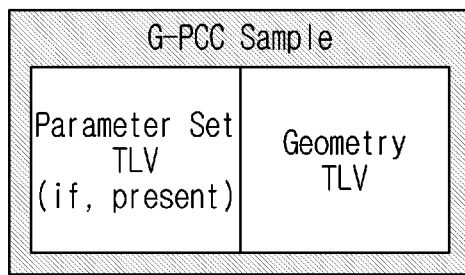 G-PCC Sample
Parameter Set
TLV
(if, present)
Geometry
TLV